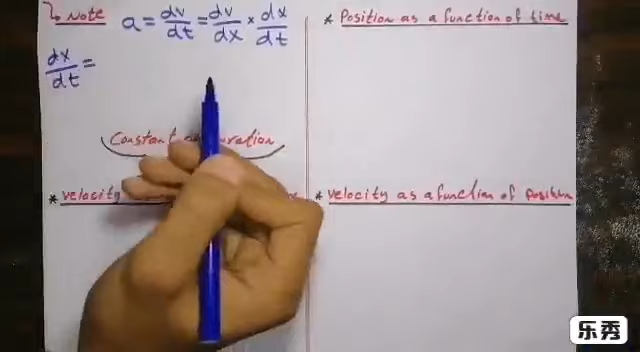 Note
a = dv/dt = dv/dx × dx/dt
dx/dt =
Constant
* velocity
* Position as a function of time
* Velocity as a function of position
乐秀